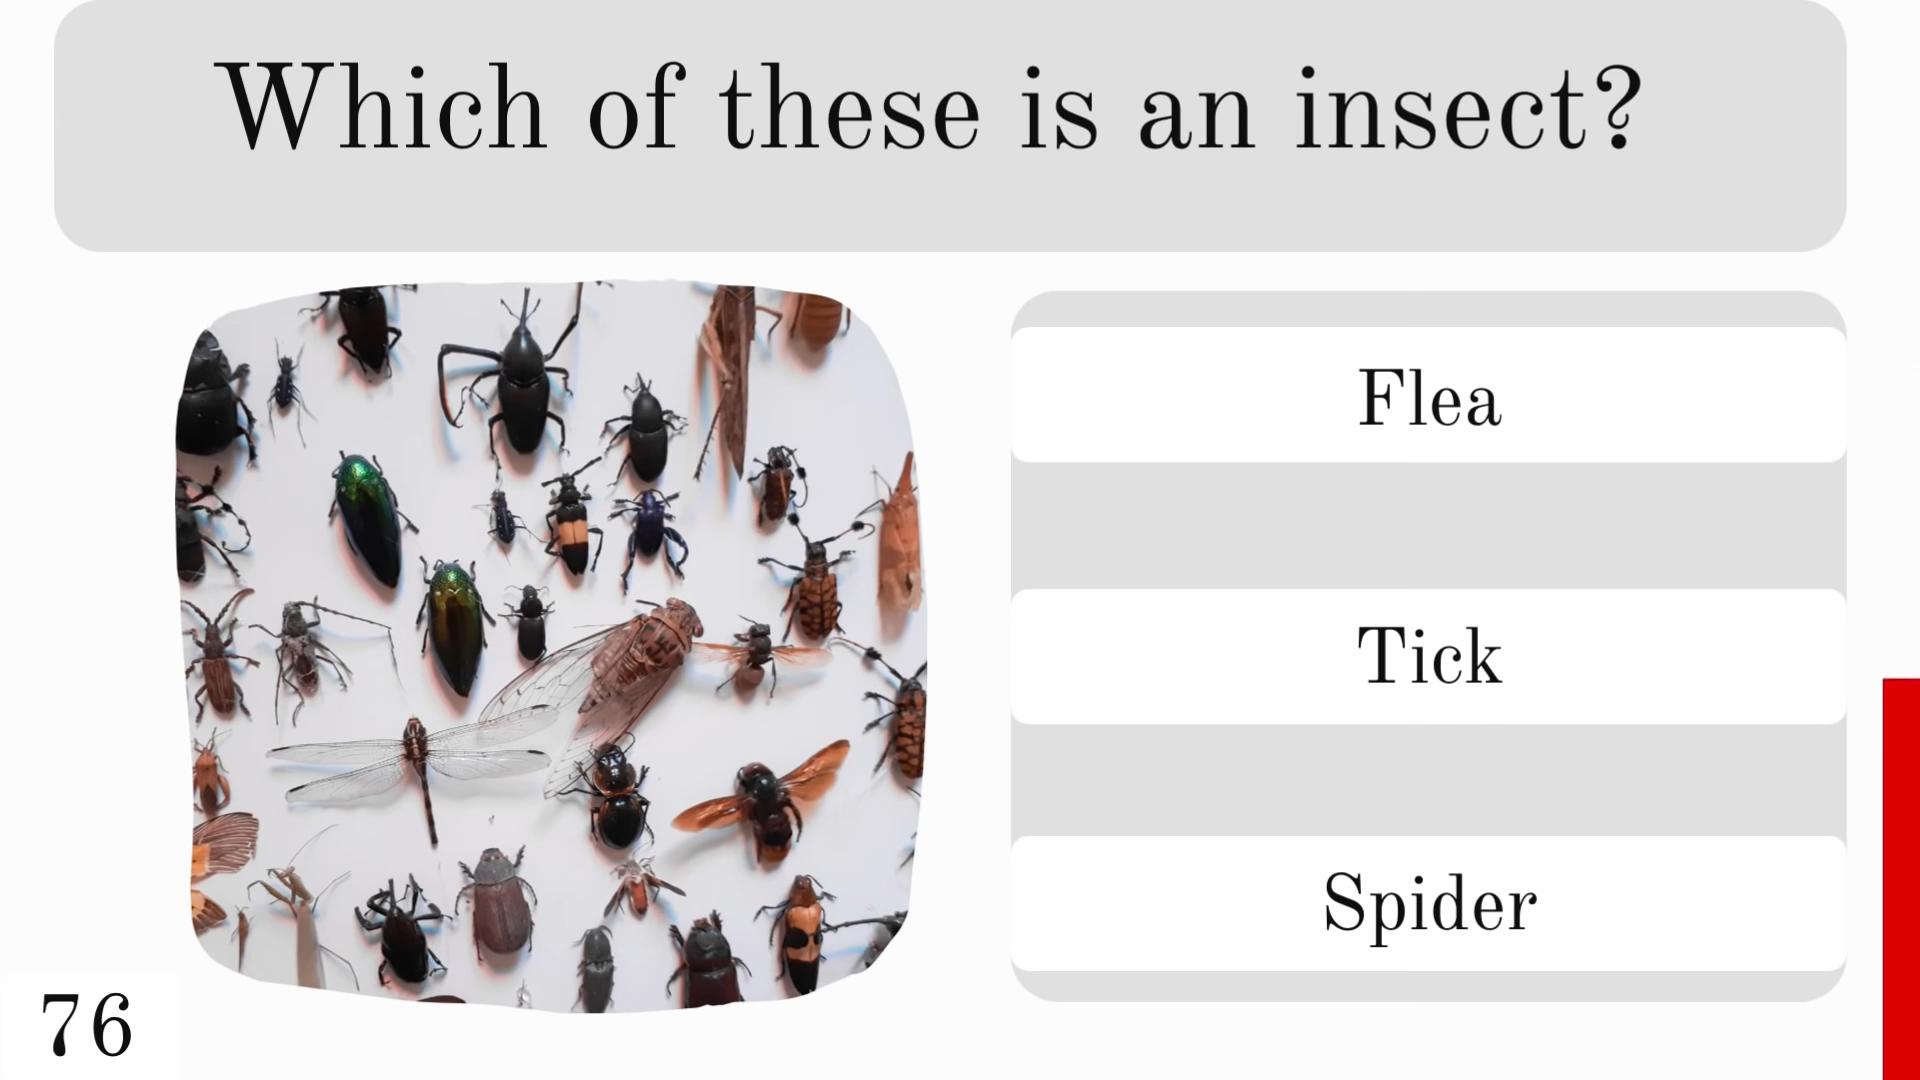 Which of these is an insect?
Flea
Tick
Spider
76